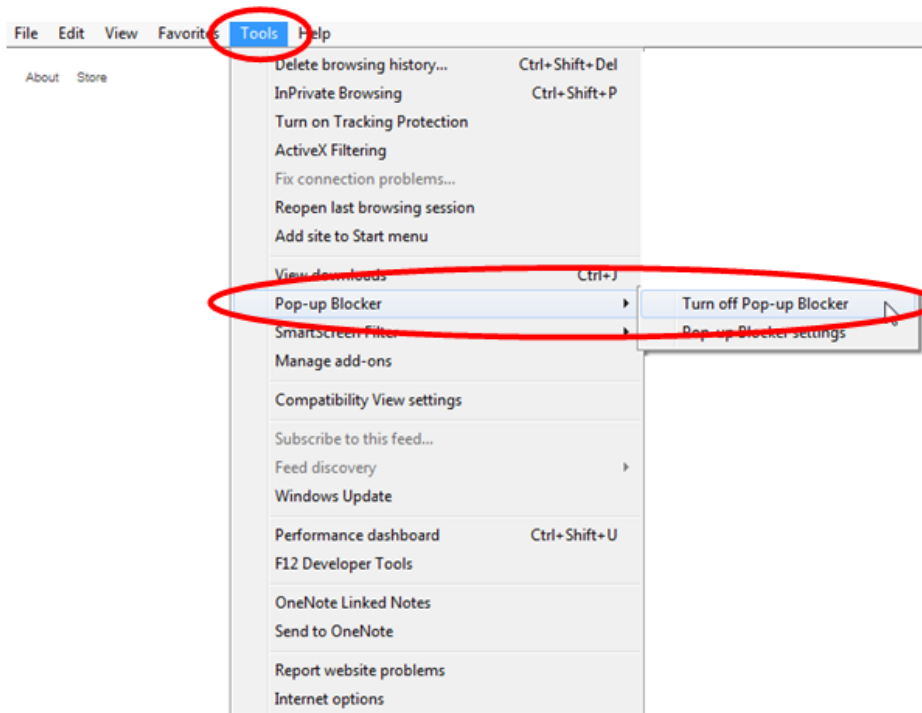 File Edit View Favorites Tools Help
About Store
Delete browsing history... Ctrl+Shift+Del
InPrivate Browsing Ctrl+Shift+P
Turn on Tracking Protection
ActiveX Filtering
Fix connection problems...
Reopen last browsing session
Add site to Start menu
View downloads Ctrl+J
Pop-up Blocker Turn off Pop-up Blocker
SmartScreen Filter Pop-up Blocker settings
Manage add-ons
Compatibility View settings
Subscribe to this feed...
Feed discovery
Windows Update
Performance dashboard Ctrl+Shift+U
F12 Developer Tools
OneNote Linked Notes
Send to OneNote
Report website problems
Internet options